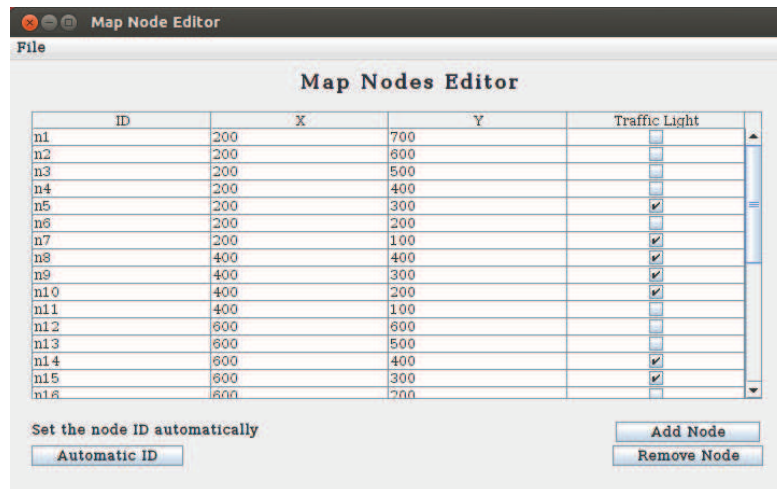 Map Node Editor
File
Map Nodes Editor
ID X Y Traffic Light
n1 200 700
n2 200 600
n3 200 500
n4 200 400
n5 200 300
n6 200 200
n7 200 100
n8 400 400
n9 400 300
n10 400 200
n11 400 100
n12 600 600
n13 600 500
n14 600 400
n15 600 300
n16 600 200
Set the node ID automatically
Add Node
Automatic ID Remove Node